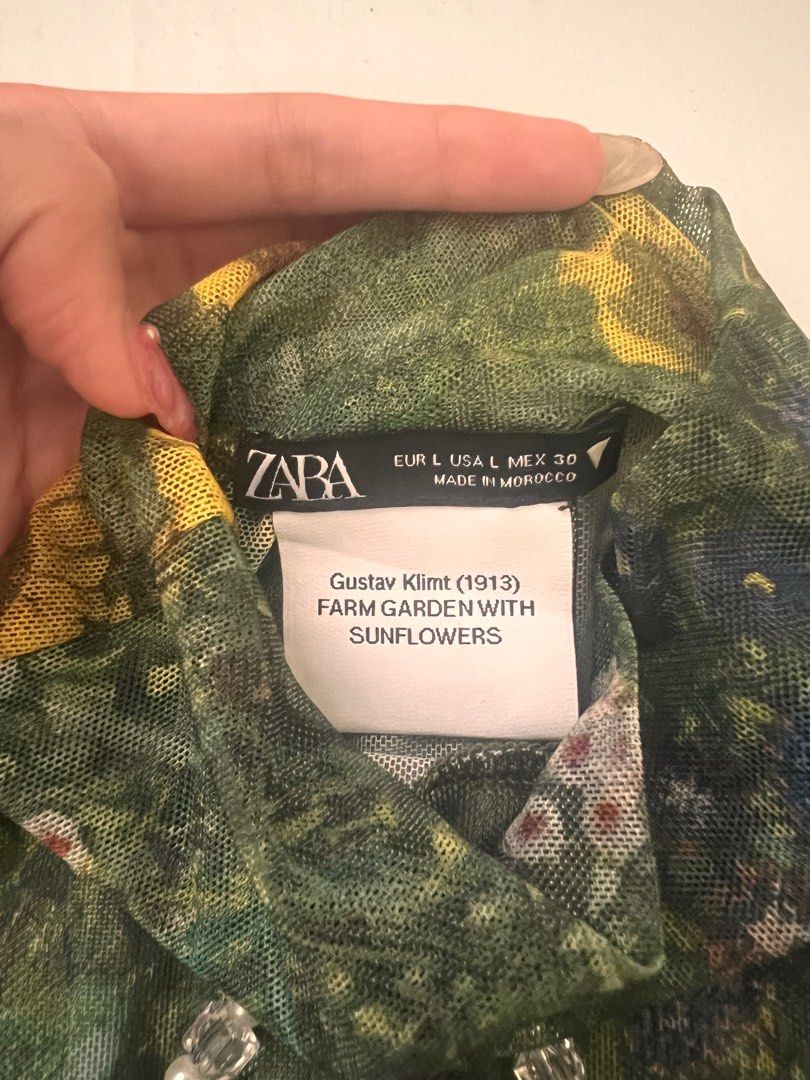 ZARA
EUR L USA L MEX 30
MADE IN MOROCCO
Gustav Klimt (1913)
FARM GARDEN WITH
SUNFLOWERS